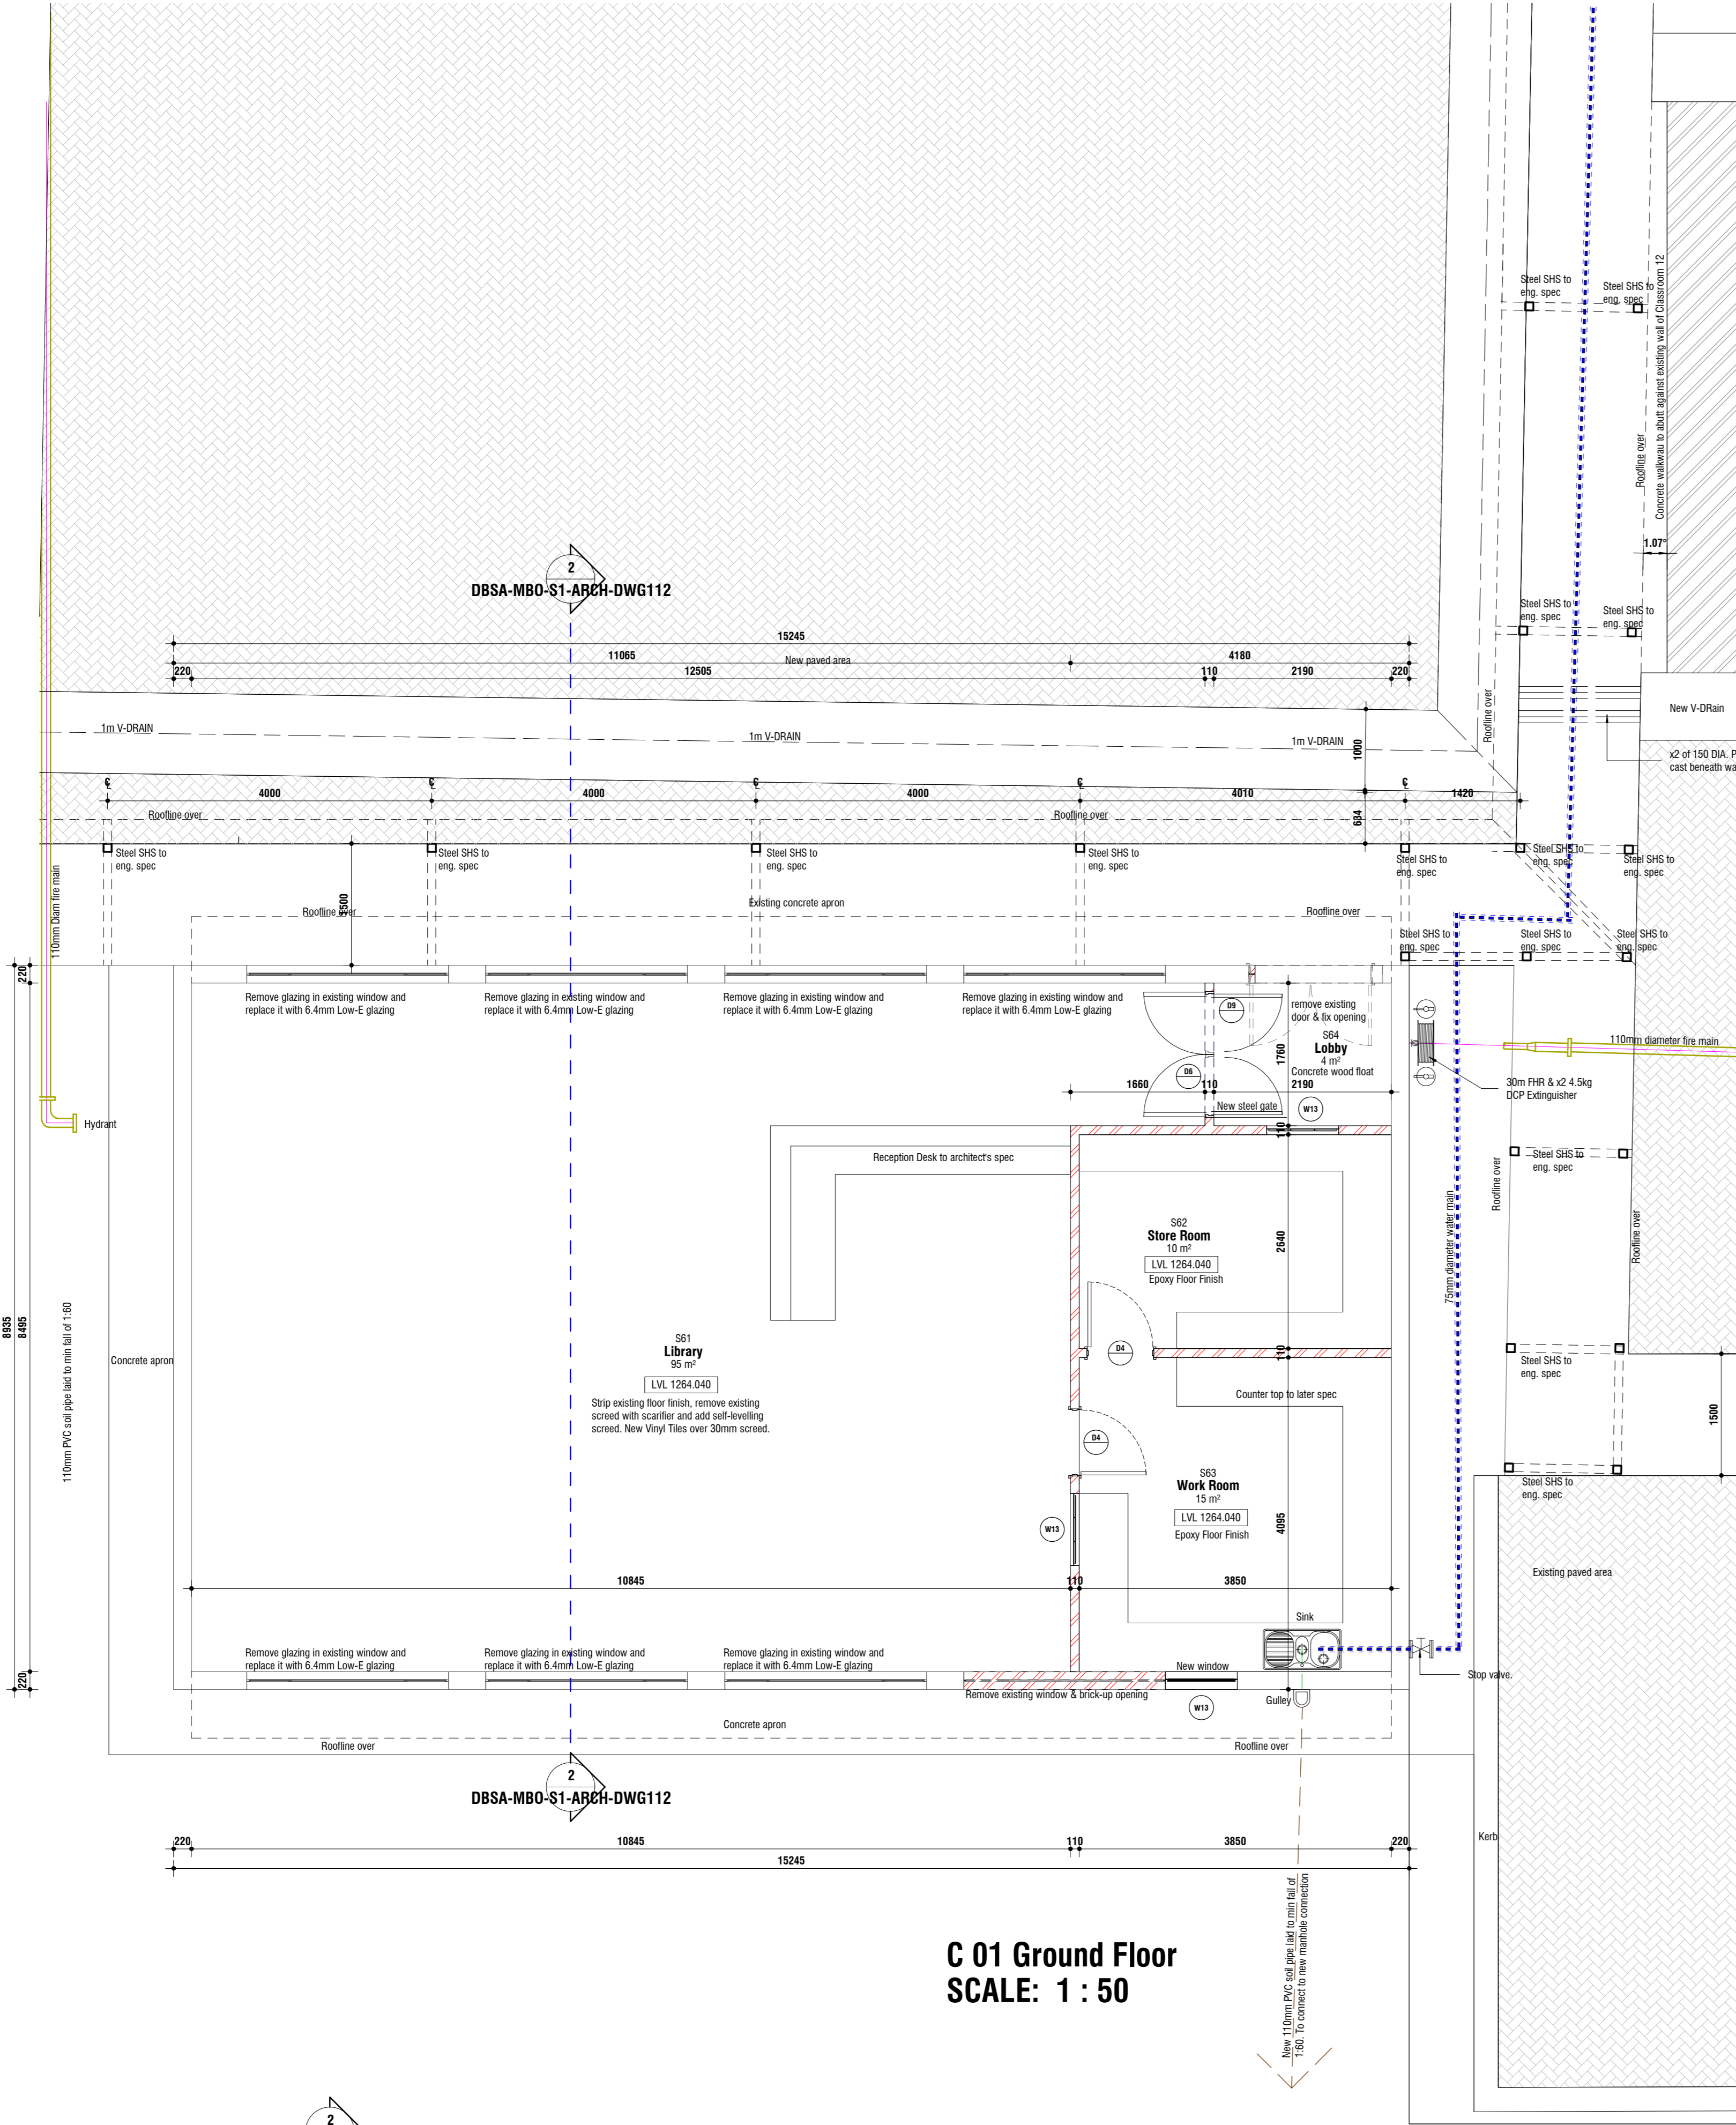 Steel SHS to
eng. spec
Steel SHS to
eng. spec
Concrete walkwau to abutt against existing wall of Classroom 12
Roofline over
1.07°
2
DBSA-MBO-S1-ARCH-DWG112
Steel SHS to
eng. spec
Steel SHS to
eng. spec
15245
11065
New paved area
4180
220
12505
110
2190
220
Roofline over
New V-DRain
1m V-DRAIN
1m V-DRAIN
1m V-DRAIN
1000
x2 of 150 DIA.
cast beneath
4000
4000
4000
4010
1420
Roofline over
Roofline over
634
Steel SHS to
eng. spec
Steel SHS to
eng. spec
Steel SHS to
eng. spec
Steel SHS to
eng. spec
Steel SHS to
eng. spec
Steel SHS to
eng. spec
Steel SHS to
eng. spec
110mm Diam fire main
1500
Roofline over
Existing concrete apron
Roofline over
Steel SHS to
eng. spec
Steel SHS to
eng. spec
Steel SHS to
eng. spec
220
Remove glazing in existing window and
replace it with 6.4mm Low-E glazing
Remove glazing in existing window and
replace it with 6.4mm Low-E glazing
Remove glazing in existing window and
replace it with 6.4mm Low-E glazing
Remove glazing in existing window and
replace it with 6.4mm Low-E glazing
D9
remove existing
door & fix opening
S64
Lobby
4 m²
Concrete wood float
1760
D6
110mm diameter fire main
30m FHR & x2 4.5kg
DCP Extinguisher
1660
110
2190
New steel gate
W13
110
Hydrant
Reception Desk to architect's spec
Steel SHS to
eng. spec
Roofline over
Roofline over
75mm diameter water main
S62
Store Room
10 m²
LVL 1264.040
Epoxy Floor Finish
2640
8935
8495
110mm PVC soil pipe laid to min fall of 1:60
Concrete apron
S61
Library
95 m²
LVL 1264.040
Strip existing floor finish, remove existing
screed with scarifier and add self-levelling
screed. New Vinyl Tiles over 30mm screed.
D4
110
Steel SHS to
eng. spec
Counter top to later spec
1500
D4
S63
Work Room
15 m²
LVL 1264.040
Epoxy Floor Finish
4095
Steel SHS to
eng. spec
W13
Existing paved area
10845
110
3850
Sink
Remove glazing in existing window and
replace it with 6.4mm Low-E glazing
Remove glazing in existing window and
replace it with 6.4mm Low-E glazing
Remove glazing in existing window and
replace it with 6.4mm Low-E glazing
New window
Stop valve.
220
Remove existing window & brick-up opening
W13
Gulley
Concrete apron
Roofline over
Roofline over
2
DBSA-MBO-S1-ARCH-DWG112
Kerb
220
10845
110
3850
220
15245
New 110mm PVC soil pipe laid to min fall of
1:60. To connect to new manhole connection
C 01 Ground Floor
SCALE: 1 : 50
2